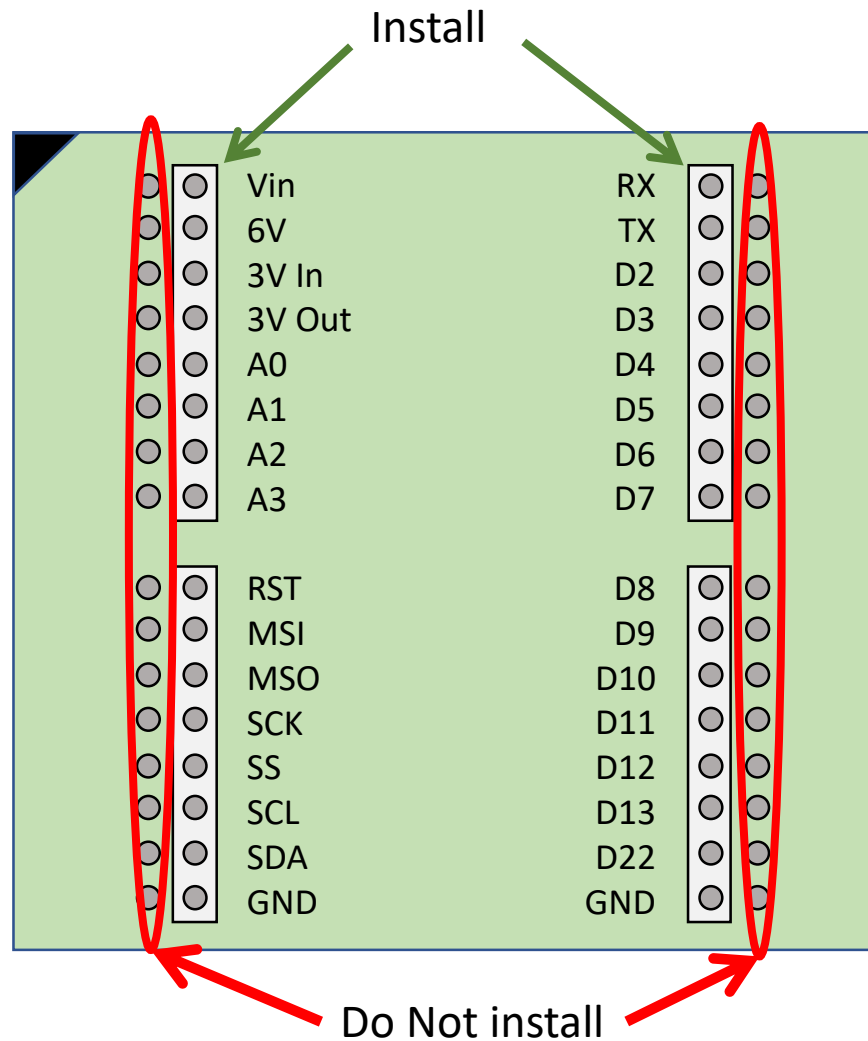 Install
Vin RX
6V TX
3V In D2
3V Out D3
A0 D4
A1 D5
A2 D6
A3 D7
RST D8
MSI D9
MSO D10
SCK D11
SS D12
SCL D13
SDA D22
GND GND
Do Not install